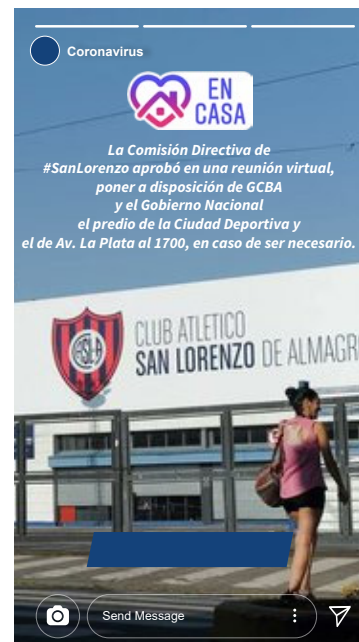 Coronavirus
EN
CASA
La Comisión Directiva de
#SanLorenzo aprobó en una reunión virtual,
poner a disposición de GCBA
y el Gobierno Nacional
el predio de la Ciudad Deportiva y
el de Av. La Plata al 1700, en caso de ser necesario.
CASLA
CLUB ATLETICO
SAN LORENZO DE ALMAGR
Send Message